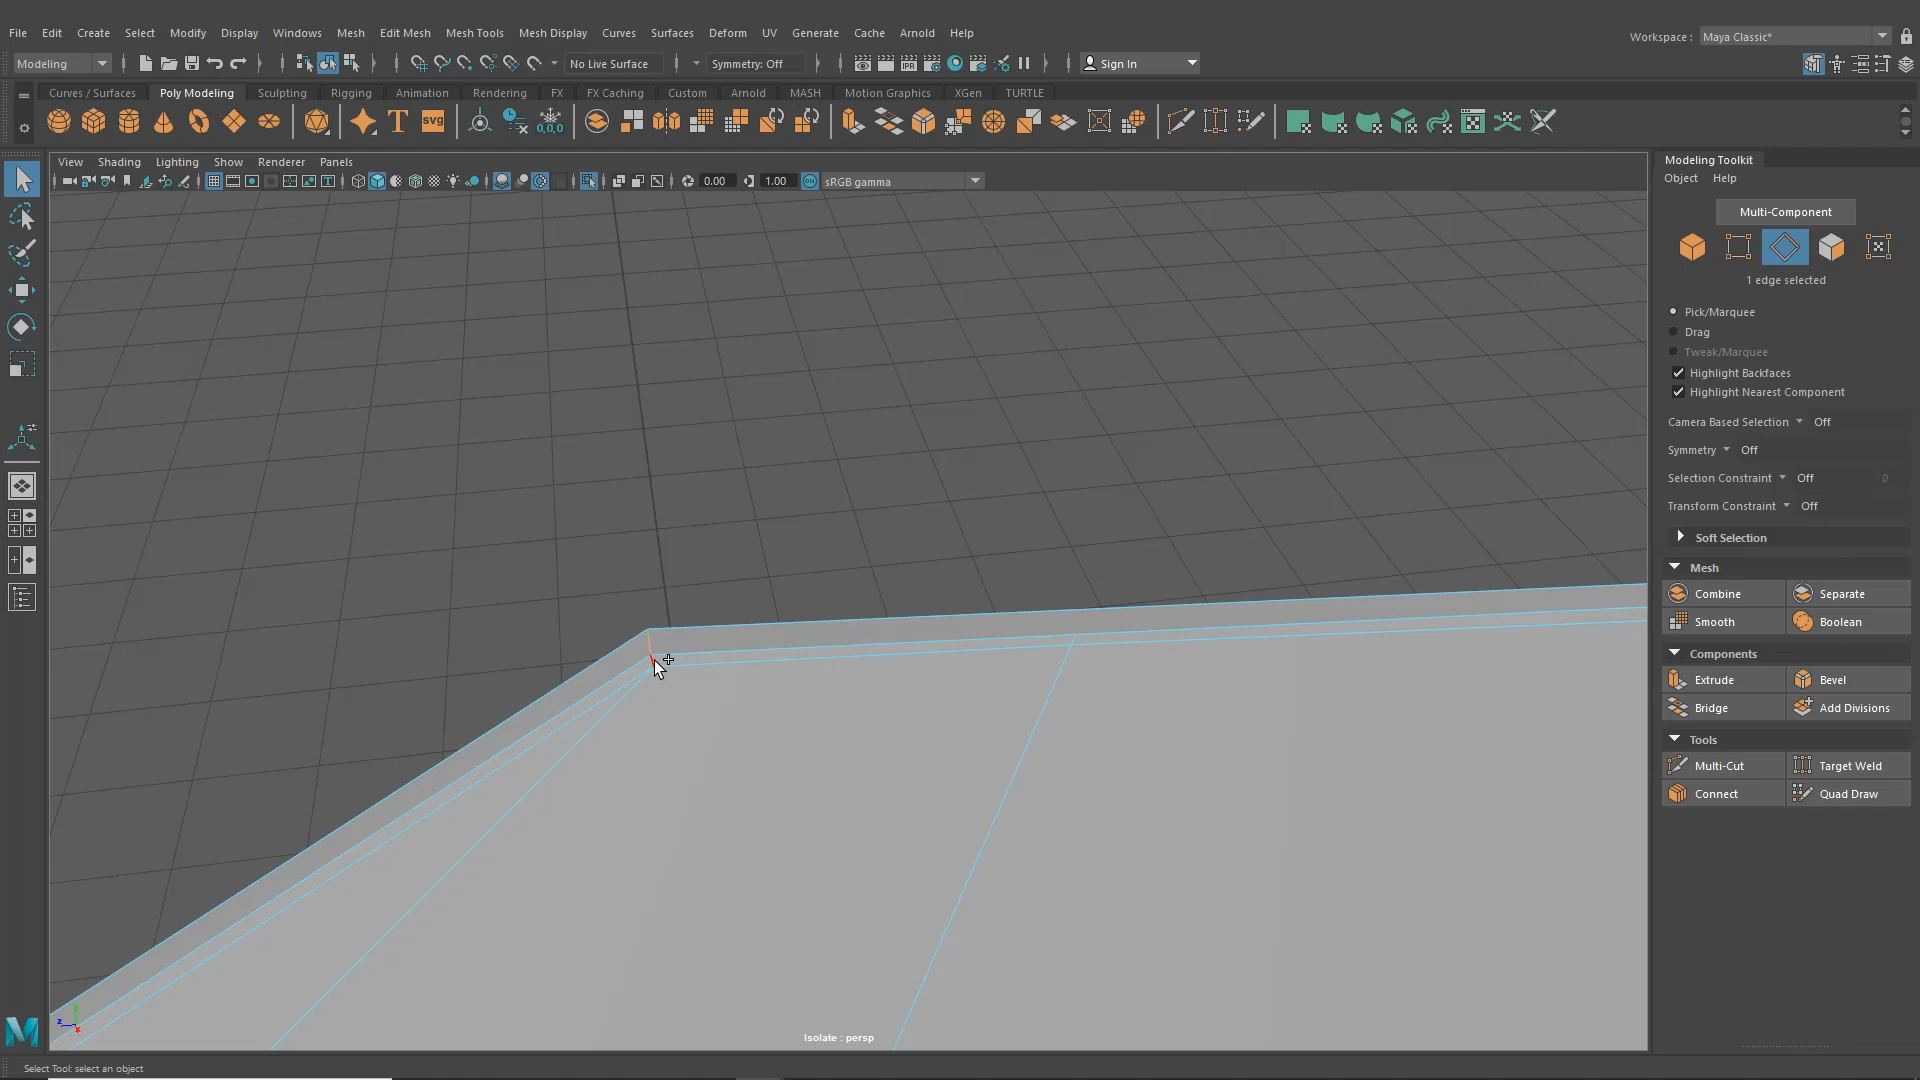 File Edit Create Select Modify Display Windows Mesh Edit Mesh Mesh Tools Mesh Display Curves Surfaces Deform UV Generate Cache Arnold Help
Workspace : Maya Classic*
Modeling No Live Surface Symmetry: Off Sign In
Curves / Surfaces Poly Modeling Sculpting Rigging Animation Rendering FX FX Caching Custom Arnold MASH Motion Graphics XGen TURTLE
T SVG 0,0,0
View Shading Lighting Show Renderer Panels
0.00 1.00 ON sRGB gamma
Modeling Toolkit
Object Help
Multi-Component
1 edge selected
Pick/Marquee
Drag
Tweak/Marquee
Highlight Backfaces
Highlight Nearest Component
Camera Based Selection Off
Symmetry Off
Selection Constraint Off 0
Transform Constraint Off
Soft Selection
Mesh
Combine Separate
Smooth Boolean
Components
Extrude Bevel
Bridge Add Divisions
Tools
Multi-Cut Target Weld
Connect Quad Draw
y
z
x
Isolate : persp
M
Select Tool: select an object